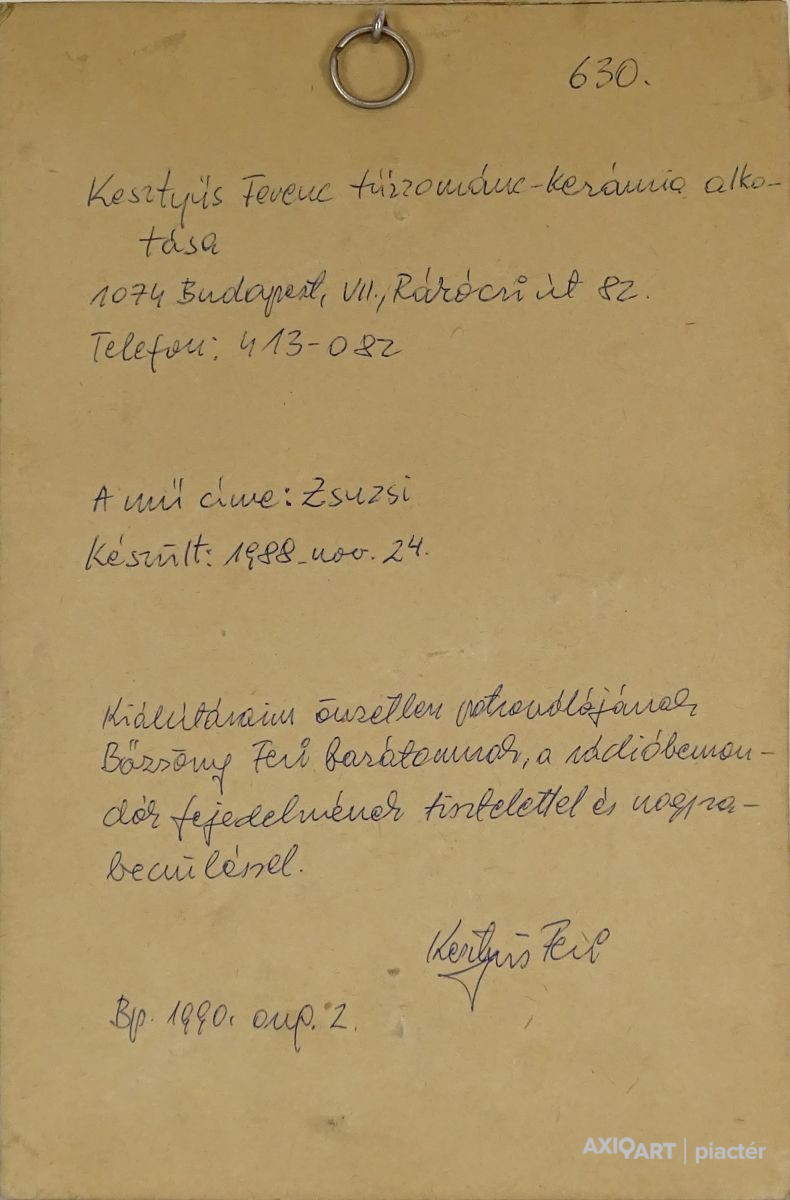 630.
Kesztyűs Ferenc tűzzománc-kerámia alko-
tása
1074 Budapest, VII., Rákóczi út 82.
Telefon: 413-082
A mű címe: Zsuzsi
Készült: 1988. nov. 24.
Kiállításaim önzetlen patronálójának
Bőzsöny Feri barátomnak, a rádióbemon-
dók fejedelmének tisztelettel és nagyra-
becsüléssel.
Kesztyűs Feri
Bp. 1990. aug. 2.
AXIOART | piactér